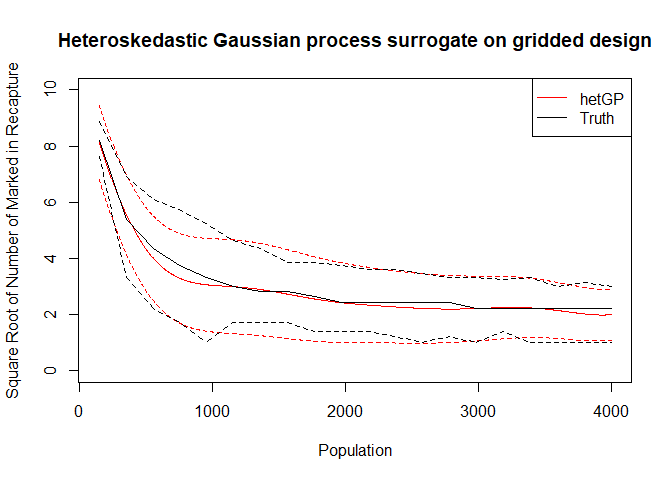 Heteroskedastic Gaussian process surrogate on gridded design
Square Root of Number of Marked in Recapture
10
8
6
4
2
0
hetGP
Truth
0 1000 2000 3000 4000
Population